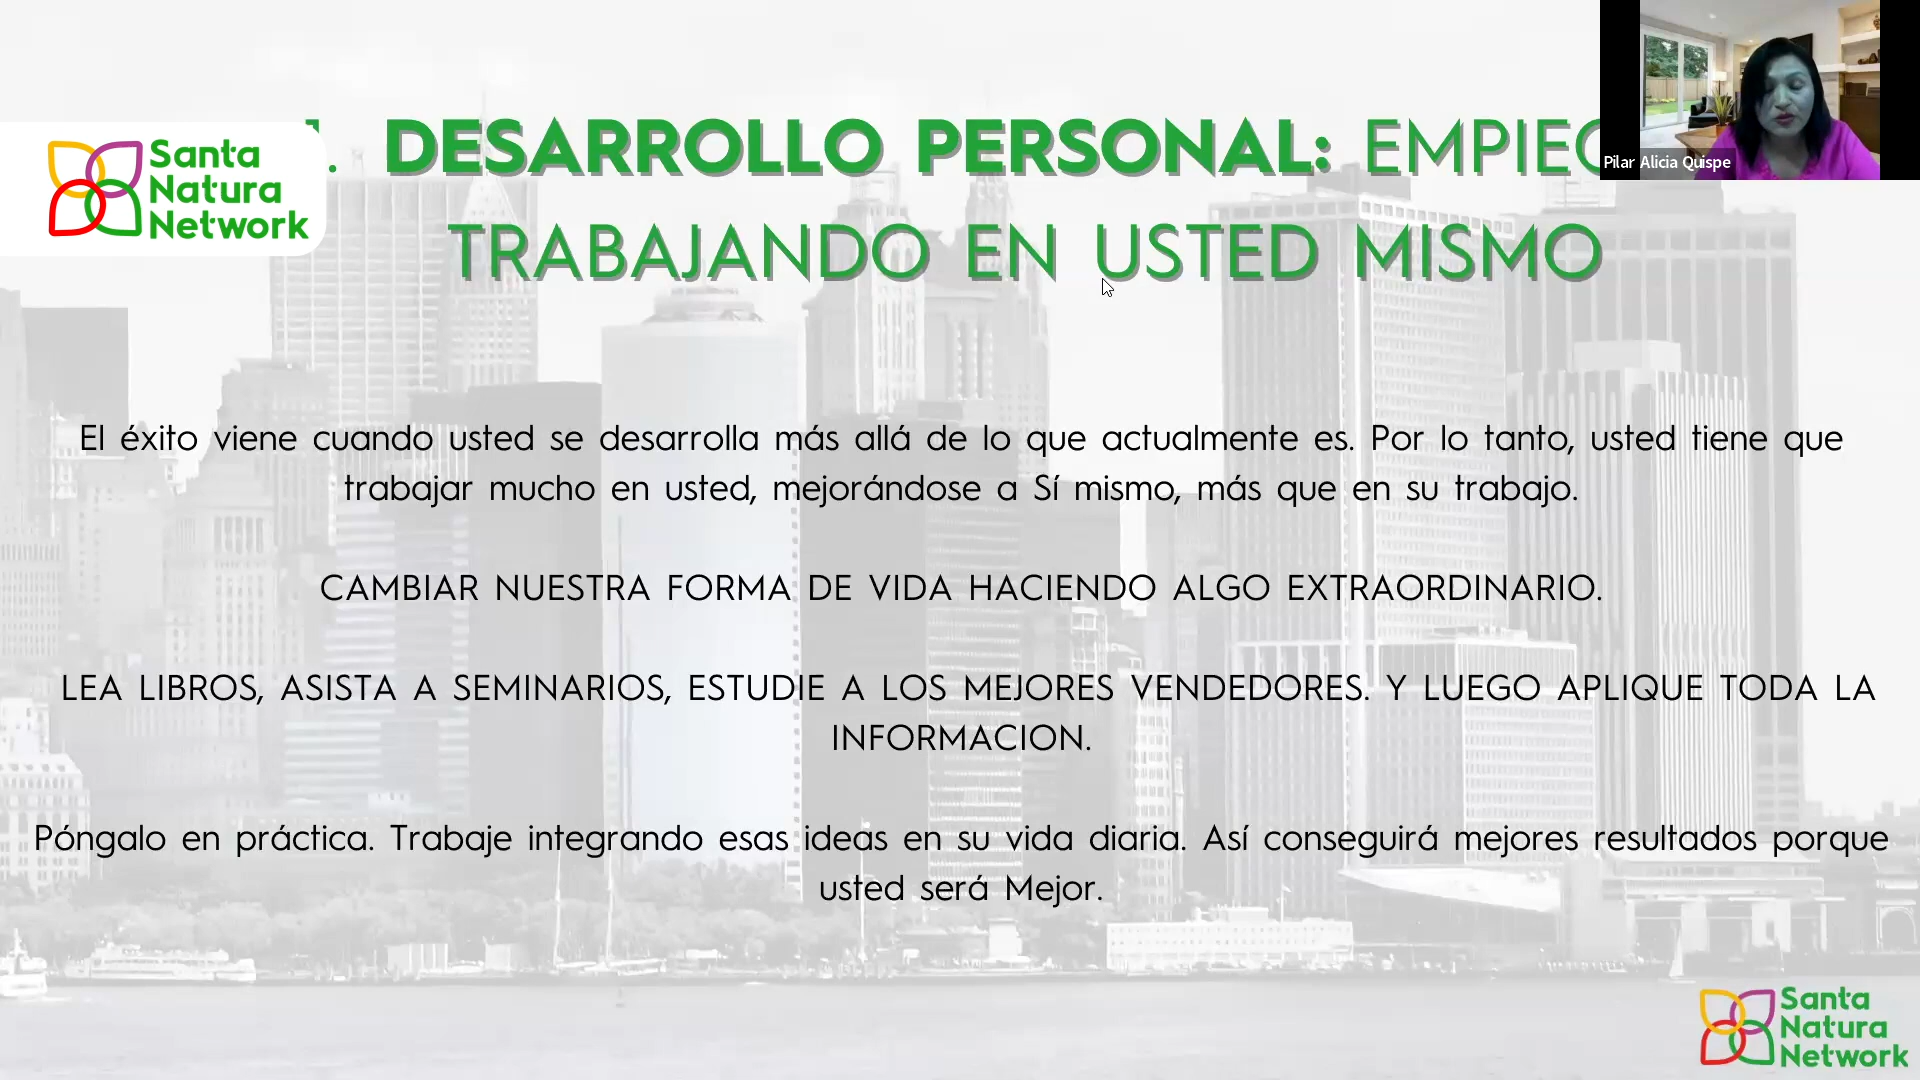 Santa
Natura
Network
1. DESARROLLO PERSONAL: EMPIEC
TRABAJANDO EN USTED MISMO
Pilar Alicia Quispe
El éxito viene cuando usted se desarrolla más allá de lo que actualmente es. Por lo tanto, usted tiene que
trabajar mucho en usted, mejorándose a Sí mismo, más que en su trabajo.
CAMBIAR NUESTRA FORMA DE VIDA HACIENDO ALGO EXTRAORDINARIO.
LEA LIBROS, ASISTA A SEMINARIOS, ESTUDIE A LOS MEJORES VENDEDORES. Y LUEGO APLIQUE TODA LA
INFORMACION.
Póngalo en práctica. Trabaje integrando esas ideas en su vida diaria. Así conseguirá mejores resultados porque
usted será Mejor.
Santa
Natura
Network